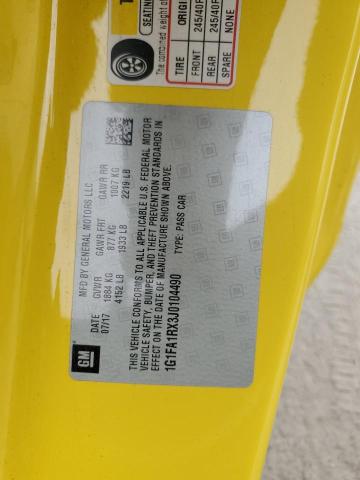 MFD BY GENERAL MOTORS LLC
DATE GVWR GAWR FRT GAWR RR
07/17 1884 KG 877 KG 1007 KG
4152 LB 1933 LB 2219 LB
THIS VEHICLE CONFORMS TO ALL APPLICABLE U.S. FEDERAL MOTOR
VEHICLE SAFETY, BUMPER, AND THEFT PREVENTION STANDARDS IN
EFFECT ON THE DATE OF MANUFACTURE SHOWN ABOVE.
TYPE: PASS CAR
1G1FA1RX3J0104490
GM
SEATING
The combined weight of
TIRE
FRONT
REAR
SPARE
245/40
245/40
NONE